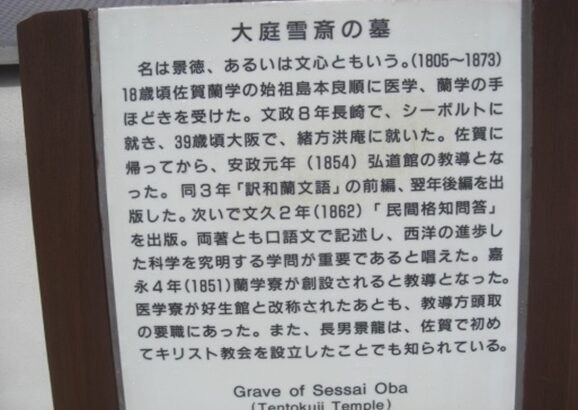 大庭雪斎の墓
名は景徳、あるいは文心ともいう。(1805〜1873)
18歳頃佐賀蘭学の始祖島本良順に医学、蘭学の手
ほどきを受けた。文政8年長崎で、シーボルトに
就き、39歳頃大阪で、緒方洪庵に就いた。佐賀に
帰ってから、安政元年(1854)弘道館の教導とな
った。同3年「訳和蘭文語」の前編、翌年後編を出
版した。次いで文久2年(1862)「民間格知問答」
を出版。両著とも口語文で記述し、西洋の進歩し
た科学を究明する学問が重要であると唱えた。嘉
永4年(1851)蘭学寮が創設されると教導となった。
医学寮が好生館と改称されたあとも、教導方頭取
の要職にあった。また、長男景龍は、佐賀で初め
てキリスト教会を設立したことでも知られている。
Grave of Sessai Oba
(Tentokuji Temple)